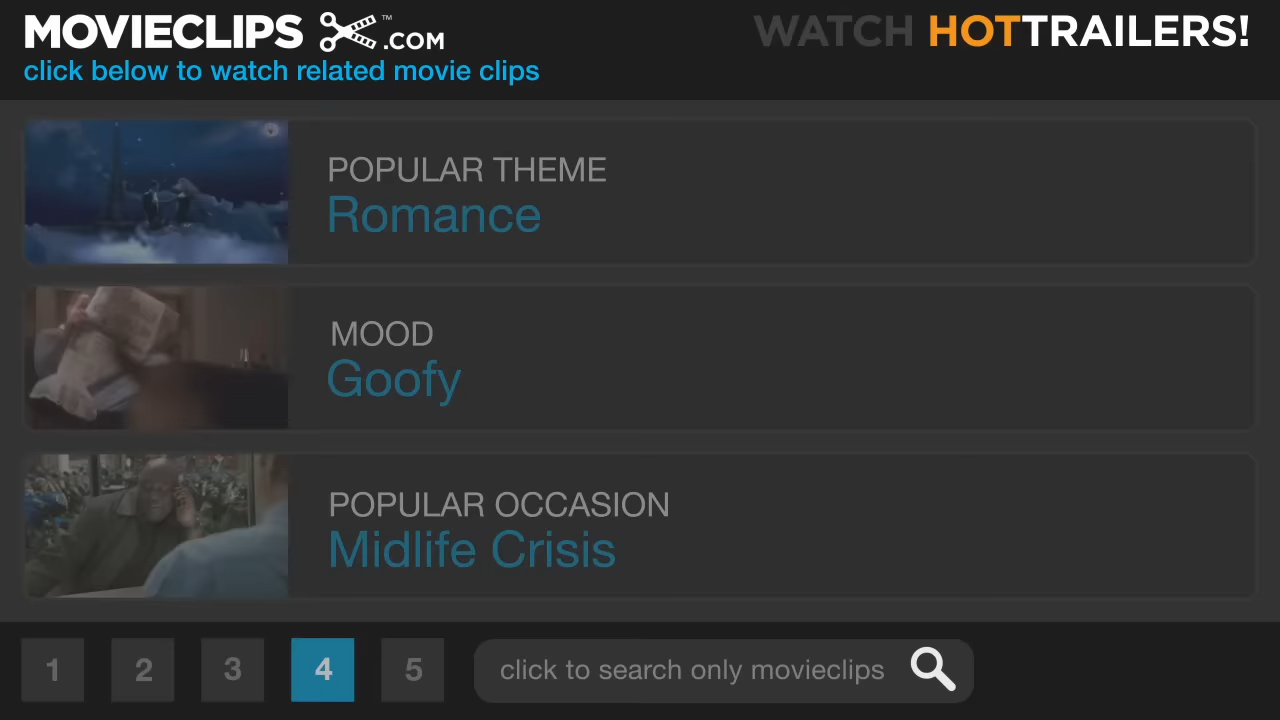 MOVIECLIPS ™ .COM
click below to watch related movie clips
WATCH HOTTRAILERS!
POPULAR THEME
Romance
MOOD
Goofy
POPULAR OCCASION
Midlife Crisis
1 2 3 4 5
click to search only movieclips